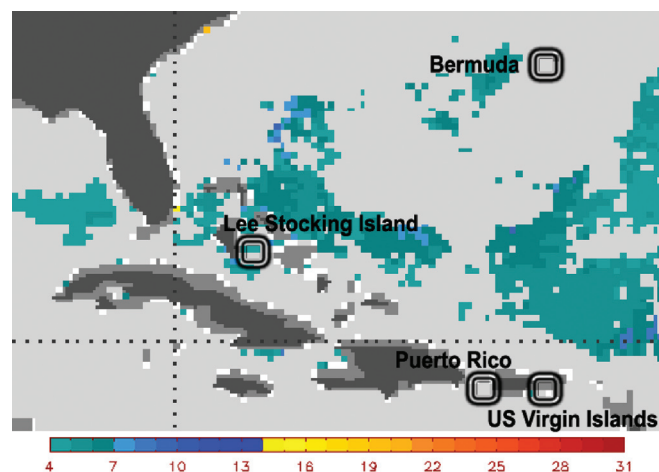 Bermuda
Lee Stocking Island
Puerto Rico
US Virgin Islands
4 7 10 13 16 19 22 25 28 31